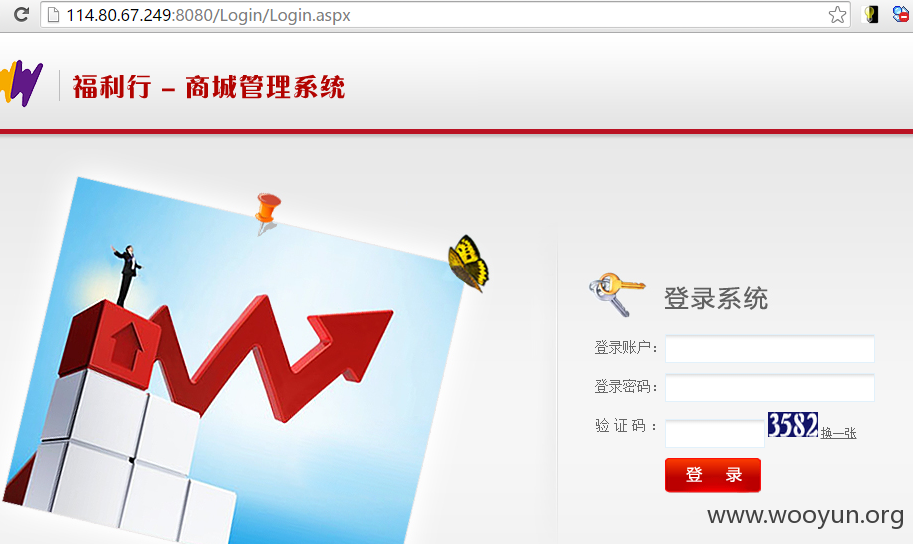 114.80.67.249:8080/Login/Login.aspx
福利行 – 商城管理系统
登录系统
登录账户：
登录密码：
验 证 码 ： 3582 换一张
登 录
www.wooyun.org